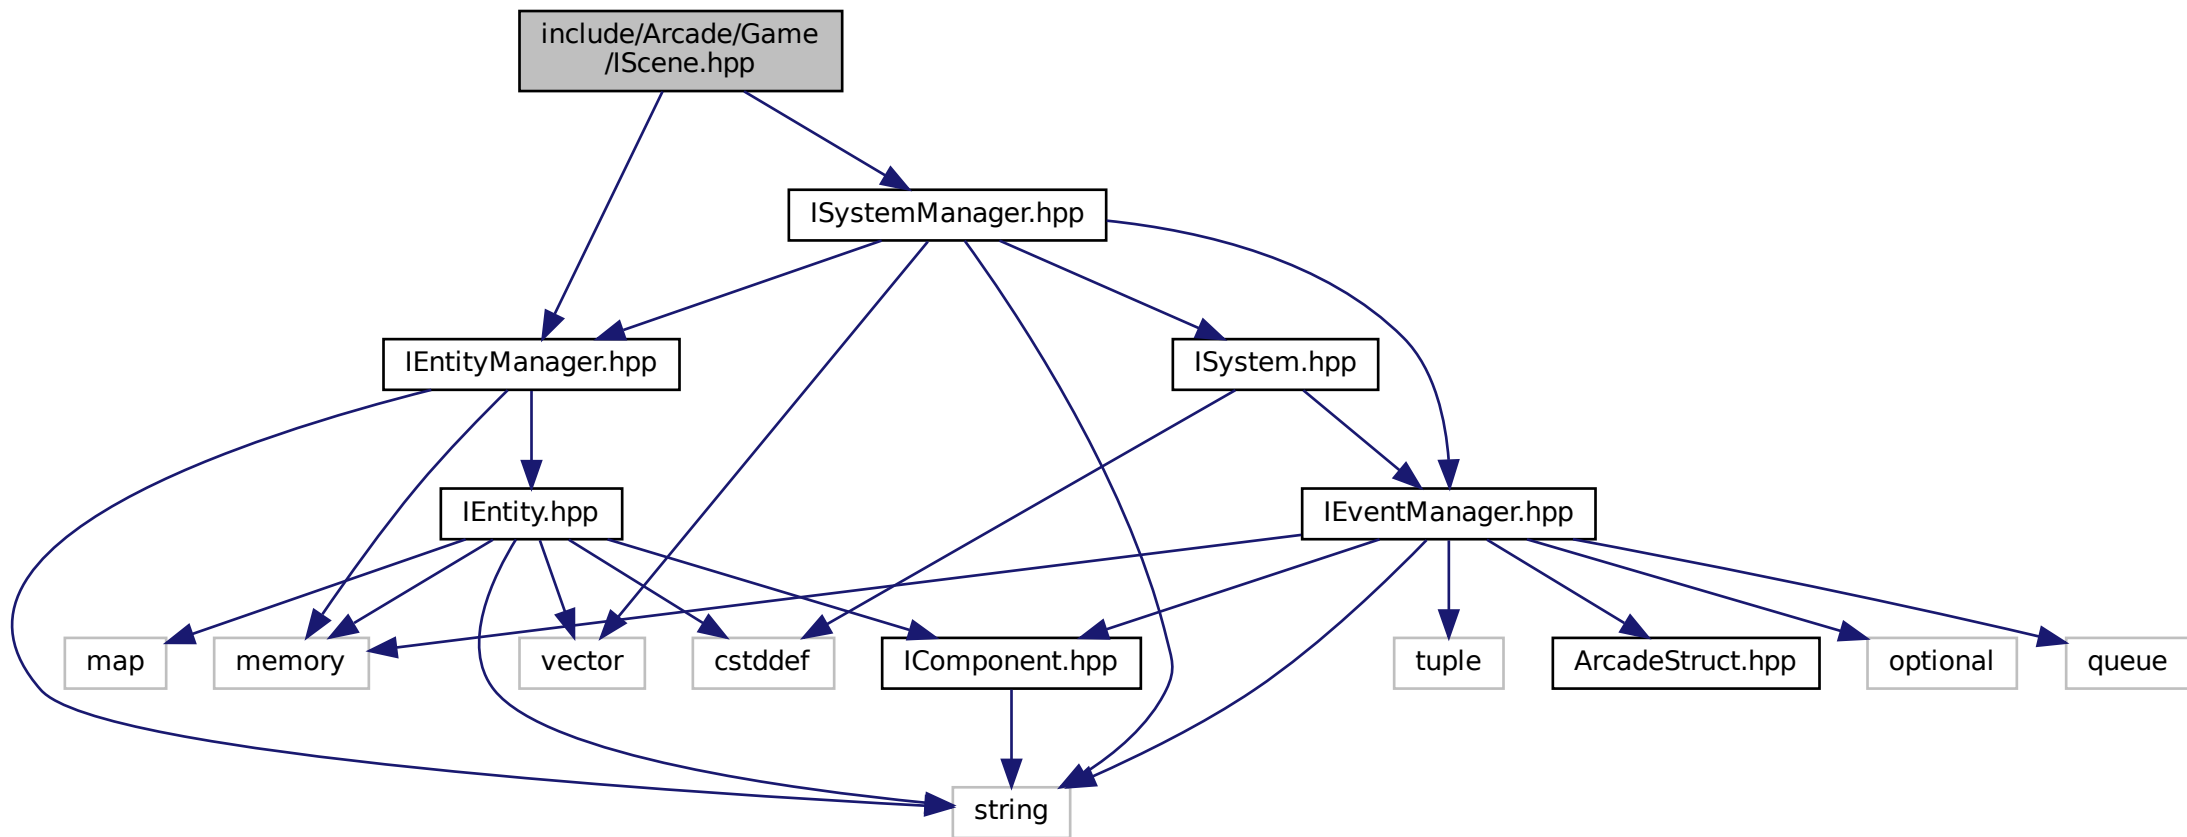 include/Arcade/Game
/IScene.hpp
ISystemManager.hpp
IEntityManager.hpp
ISystem.hpp
IEntity.hpp
IEventManager.hpp
map
memory
vector
cstddef
IComponent.hpp
tuple
ArcadeStruct.hpp
optional
queue
string